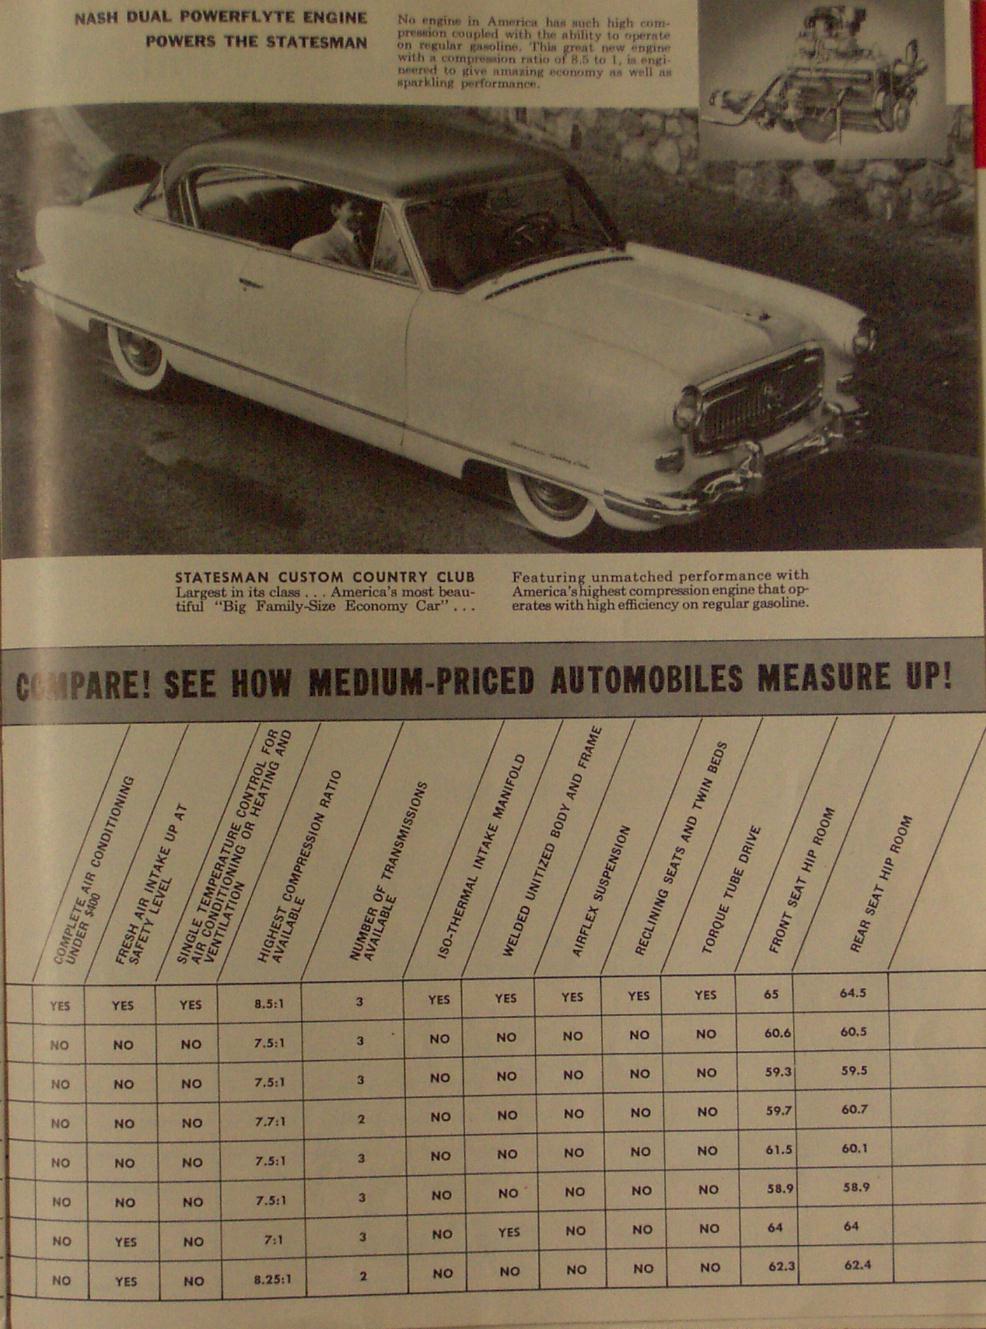 NASH DUAL POWERFLYTE ENGINE
POWERS THE STATESMAN
No engine in America has such high com-
pression coupled with the ability to operate
on regular gasoline. This great new engine
with a compression ratio of 8.5 to 1, is engi-
neered to give amazing economy as well as
sparkling performance.
STATESMAN CUSTOM COUNTRY CLUB
Largest in its class . . . America's most beau-
tiful "Big Family-Size Economy Car" . . .
Featuring unmatched performance with
America's highest compression engine that op-
erates with high efficiency on regular gasoline.
COMPARE! SEE HOW MEDIUM-PRICED AUTOMOBILES MEASURE UP!
COMPLETE AIR CONDITIONING
UNDER $400
FRESH AIR INTAKE UP AT
SAFETY LEVEL
SINGLE TEMPERATURE CONTROL FOR
AIR CONDITIONING OR HEATING AND
VENTILATION
HIGHEST COMPRESSION RATIO
AVAILABLE
NUMBER OF TRANSMISSIONS
AVAILABLE
ISO-THERMAL INTAKE MANIFOLD
WELDED UNITIZED BODY AND FRAME
AIRFLEX SUSPENSION
RECLINING SEATS AND TWIN BEDS
TORQUE TUBE DRIVE
FRONT SEAT HIP ROOM
REAR SEAT HIP ROOM
YES YES YES 8.5:1 3 YES YES YES YES YES 65 64.5
NO NO NO 7.5:1 3 NO NO NO NO NO 60.6 60.5
NO NO NO 7.5:1 3 NO NO NO NO NO 59.3 59.5
NO NO NO 7.7:1 2 NO NO NO NO NO 59.7 60.7
NO NO NO 7.5:1 3 NO NO NO NO NO 61.5 60.1
NO NO NO 7.5:1 3 NO NO NO NO NO 58.9 58.9
NO YES NO 7:1 3 NO YES NO NO NO 64 64
NO YES NO 8.25:1 2 NO NO NO NO NO 62.3 62.4